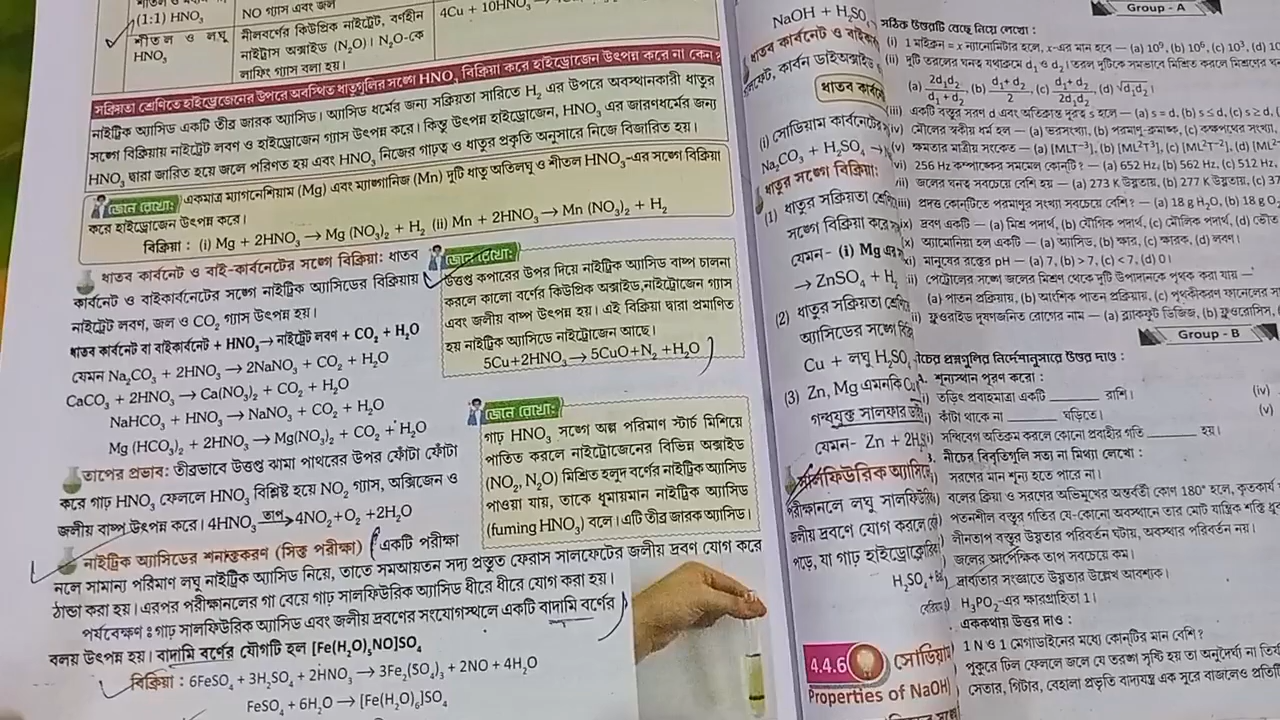 (1:1) HNO₃
NO গ্যাস এবং জল
শীতল ও লঘু
HNO₃
নীলবর্ণের কিউপ্রিক নাইট্রেট, বর্ণহীন
নাইট্রাস অক্সাইড (N₂O)। N₂O-কে
লাফিং গ্যাস বলা হয়।
4Cu + 10HNO₃
সক্রিয়তা শ্রেণিতে হাইড্রোজেনের উপরে অবস্থিত ধাতুগুলির সঙ্গে HNO₃ বিক্রিয়া করে হাইড্রোজেন উৎপন্ন করে না কেন?
নাইট্রিক অ্যাসিড একটি তীব্র জারক অ্যাসিড। অ্যাসিড ধর্মের জন্য সক্রিয়তা সারিতে H₂ এর উপরে অবস্থানকারী ধাতুর
সঙ্গে বিক্রিয়ায় নাইট্রেট লবণ ও হাইড্রোজেন গ্যাস উৎপন্ন করে। কিন্তু উৎপন্ন হাইড্রোজেন, HNO₃ এর জারণধর্মের জন্য
HNO₃ দ্বারা জারিত হয়ে জলে পরিণত হয় এবং HNO₃ নিজের গাঢ়ত্ব ও ধাতুর প্রকৃতি অনুসারে নিজে বিজারিত হয়।
জেনে রেখো: একমাত্র ম্যাগনেশিয়াম (Mg) এবং ম্যাঙ্গানিজ (Mn) দুটি ধাতু অতিলঘু ও শীতল HNO₃-এর সঙ্গে বিক্রিয়া
করে হাইড্রোজেন উৎপন্ন করে।
বিক্রিয়া : (i) Mg + 2HNO₃ → Mg (NO₃)₂ + H₂ (ii) Mn + 2HNO₃ → Mn (NO₃)₂ + H₂
ধাতব কার্বনেট ও বাই-কার্বনেটের সঙ্গে বিক্রিয়া: ধাতব
কার্বনেট ও বাইকার্বনেটের সঙ্গে নাইট্রিক অ্যাসিডের বিক্রিয়ায়
নাইট্রেট লবণ, জল ও CO₂ গ্যাস উৎপন্ন হয়।
ধাতব কার্বনেট বা বাইকার্বনেট + HNO₃ → নাইট্রেট লবণ + CO₂ + H₂O
যেমন Na₂CO₃ + 2HNO₃ → 2NaNO₃ + CO₂ + H₂O
CaCO₃ + 2HNO₃ → Ca(NO₃)₂ + CO₂ + H₂O
NaHCO₃ + HNO₃ → NaNO₃ + CO₂ + H₂O
Mg (HCO₃)₂ + 2HNO₃ → Mg(NO₃)₂ + CO₂ + H₂O
তাপের প্রভাব: তীব্রভাবে উত্তপ্ত ঝামা পাথরের উপর ফোঁটা ফোঁটা
করে গাঢ় HNO₃ ফেললে HNO₃ বিশ্লিষ্ট হয়ে NO₂ গ্যাস, অক্সিজেন ও
জলীয় বাষ্প উৎপন্ন করে। 4HNO₃ তাপ→ 4NO₂+O₂ +2H₂O
জেনে রেখো:
উত্তপ্ত কপারের উপর দিয়ে নাইট্রিক অ্যাসিড বাষ্প চালনা
করলে কালো বর্ণের কিউপ্রিক অক্সাইড,নাইট্রোজেন গ্যাস
এবং জলীয় বাষ্প উৎপন্ন হয়। এই বিক্রিয়া দ্বারা প্রমাণিত
হয় নাইট্রিক অ্যাসিডে নাইট্রোজেন আছে।
5Cu+2HNO₃ → 5CuO+N₂+H₂O
জেনে রেখো:
গাঢ় HNO₃ সঙ্গে অল্প পরিমাণ স্টার্চ মিশিয়ে
পাতিত করলে নাইট্রোজেনের বিভিন্ন অক্সাইড
(NO₂, N₂O) মিশ্রিত হলুদ বর্ণের নাইট্রিক অ্যাসিড
পাওয়া যায়, তাকে ধূমায়মান নাইট্রিক অ্যাসিড
(fuming HNO₃) বলে। এটি তীব্র জারক অ্যাসিড।
নাইট্রিক অ্যাসিডের শনাক্তকরণ (সিক্ত পরীক্ষা) একটি পরীক্ষা
নলে সামান্য পরিমাণ লঘু নাইট্রিক অ্যাসিড নিয়ে, তাতে সমআয়তন সদ্য প্রস্তুত ফেরাস সালফেটের জলীয় দ্রবণ যোগ করে
ঠান্ডা করা হয়। এরপর পরীক্ষানলের গা বেয়ে গাঢ় সালফিউরিক অ্যাসিড ধীরে ধীরে যোগ করা হয়।
পর্যবেক্ষণ : গাঢ় সালফিউরিক অ্যাসিড এবং জলীয় দ্রবণের সংযোগস্থলে একটি বাদামি বর্ণের
বলয় উৎপন্ন হয়। বাদামি বর্ণের যৌগটি হল [Fe(H₂O)₅NO]SO₄
বিক্রিয়া : 6FeSO₄ + 3H₂SO₄ + 2HNO₃ → 3Fe₂(SO₄)₃ + 2NO + 4H₂O
FeSO₄ + 6H₂O → [Fe(H₂O)₆]SO₄
NaOH + H₂SO₄
ধাতব কার্বনেট ও বাইকার্ব
কার্বন ডাইঅক্সাইড
ধাতব কার্বনে
(i) সোডিয়াম কার্বনেটের
Na₂CO₃ + H₂SO₄ →
ধাতুর সঙ্গে বিক্রিয়া:
(1) ধাতুর সক্রিয়তা শ্রেণি
সঙ্গে বিক্রিয়া করে
যেমন- (i) Mg এর
→ ZnSO₄ + H₂
(2) ধাতুর সক্রিয়তা শ্রেণি
অ্যাসিডের সঙ্গে বি
Cu + লঘু H₂SO₄
(3) Zn, Mg এমনকি Cu
গন্ধযুক্ত সালফার
যেমন- Zn + 2H
সালফিউরিক অ্যাসিডে
পরীক্ষানলে লঘু সালফিউরি
জলীয় দ্রবণে যোগ করলে
পড়ে, যা গাঢ় হাইড্রোক্লোরিক
H₂SO₄ +
4.4.6 সোডিয়াম
Properties of NaOH)
Group - A
সঠিক উত্তরটি বেছে নিয়ে লেখো :
(i) 1 মাইক্রন = x ন্যানোমিটার হলে, x-এর মান হবে — (a) 10⁹, (b) 10⁶, (c) 10³, (d)
(ii) দুটি তরলের ঘনত্ব যথাক্রমে d₁ ও d₂। তরল দুটিকে সমভাবে মিশ্রিত করলে মিশ্রণের
(a) 2d₁d₂/d₁ + d₂, (b) d₁+d₂/2, (c) d₁+d₂/2d₁d₂, (d) √d₁d₂।
একটি বস্তুর সরণ d এবং অতিক্রান্ত দূরত্ব s হলে — (a) s = d, (b) s ≤ d, (c) s ≥ d,
(iv) মৌলের স্বকীয় ধর্ম হল — (a) ভরসংখ্যা, (b) পরমাণু-ক্রমাঙ্ক, (c) কক্ষপথের সংখ্যা
(v) ক্ষমতার মাত্রীয় সংকেত — (a) [MLT⁻³], (b) [ML²T³], (c) [ML²T⁻²], (d) [ML²
256 Hz কম্পাঙ্কের সমমেল কোনটি? — (a) 652 Hz, (b) 562 Hz, (c) 512 Hz,
জলের ঘনত্ব সবচেয়ে বেশি হয় — (a) 273 K উষ্ণতায়, (b) 277 K উষ্ণতায়, (c) 37
প্রদত্ত কোনটিতে পরমাণুর সংখ্যা সবচেয়ে বেশি? — (a) 18 g H₂O, (b) 18 g O
দ্রবণ একটি — (a) মিশ্র পদার্থ, (b) যৌগিক পদার্থ, (c) মৌলিক পদার্থ, (d)
অ্যামোনিয়া হল একটি — (a) অ্যাসিড, (b) ক্ষার, (c) ক্ষারক, (d) লবণ।
মানুষের রক্তের pH — (a) 7, (b) > 7, (c) < 7, (d) 0।
পেট্রোলের সঙ্গে জলের মিশ্রণ থেকে দুটি উপাদানকে পৃথক করা যায় —
(a) পাতন প্রক্রিয়ায়, (b) আংশিক পাতন প্রক্রিয়ায়, (c) পৃথকীকরণ ফানেলের
ফ্লুওরাইড দূষণজনিত রোগের নাম — (a) ব্ল্যাকফুট ডিজিজ, (b) ফ্লুওরোসিস,
Group - B
নীচের প্রশ্নগুলির নির্দেশানুসারে উত্তর দাও :
শূন্যস্থান পূরণ করো :
তড়িৎ প্রবাহমাত্রা একটি ______ রাশি।
(iv)
কাঁটা থাকে না ______ ঘড়িতে।
(v)
সন্ধিবেগ অতিক্রম করলে কোনো প্রবাহীর গতি ______ হয়।
নীচের বিবৃতিগুলি সত্য না মিথ্যা লেখো :
সরণের মান শূন্য হতে পারে না।
বলের ক্রিয়া ও সরণের অভিমুখের অন্তর্বর্তী কোণ 180° হলে, কৃতকার্য
পতনশীল বস্তুর গতির যে-কোনো অবস্থানে তার মোট যান্ত্রিক শক্তি
লীনতাপ বস্তুর উষ্ণতার পরিবর্তন ঘটায়, অবস্থার পরিবর্তন নয়।
জলের আপেক্ষিক তাপ সবচেয়ে কম।
দ্রাব্যতার সংজ্ঞাতে উষ্ণতার উল্লেখ আবশ্যক।
H₃PO₂-এর ক্ষারগ্রাহিতা 1।
এককথায় উত্তর দাও :
1 N ও 1 মেগাডাইনের মধ্যে কোনটির মান বেশি?
পুকুরে ঢিল ফেললে জলে যে তরঙ্গ সৃষ্টি হয় তা অনুদৈর্ঘ্য না
সেতার, গিটার, বেহালা প্রভৃতি বাদ্যযন্ত্র এক সুরে বাজলেও